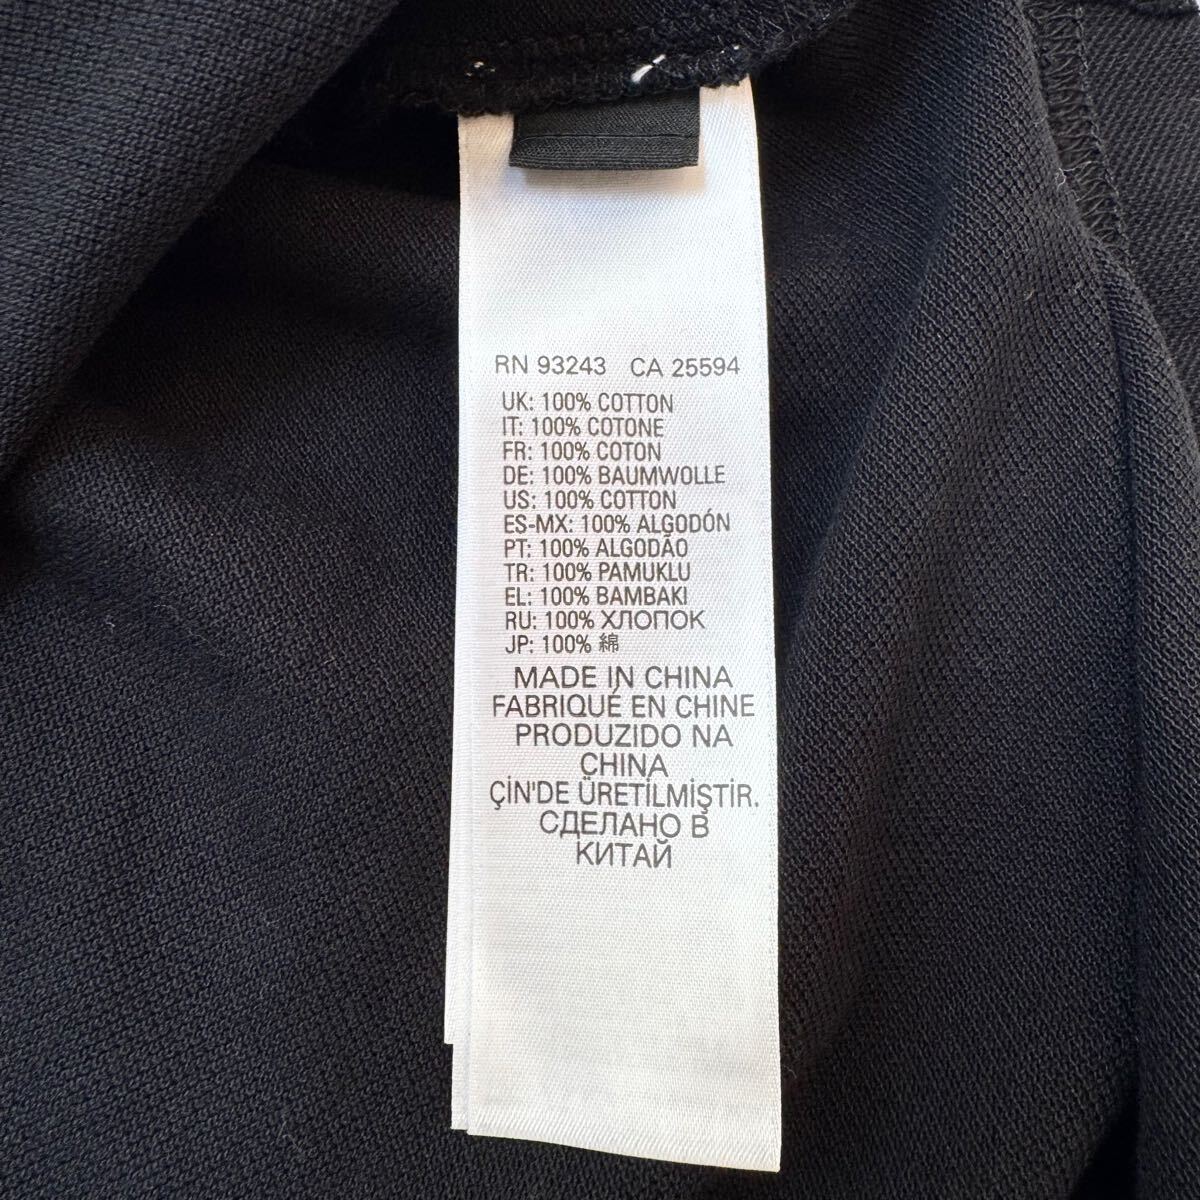 RN 93243 CA 25594
UK: 100% COTTON
IT: 100% COTONE
FR: 100% COTON
DE: 100% BAUMWOLLE
US: 100% COTTON
ES-MX: 100% ALGODÓN
PT: 100% ALGODÃO
TR: 100% PAMUKLU
EL: 100% BAMBAKI
RU: 100% ХЛОПОК
JP: 100% 綿
MADE IN CHINA
FABRIQUÉ EN CHINE
PRODUZIDO NA
CHINA
ÇİN'DE ÜRETİLMİŞTİR.
СДЕЛАНО В
КИТАЙ